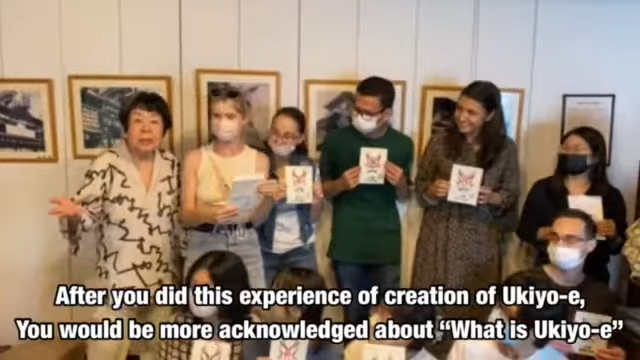 After you did this experience of creation of Ukiyo-e,
You would be more acknowledged about “What is Ukiyo-e”